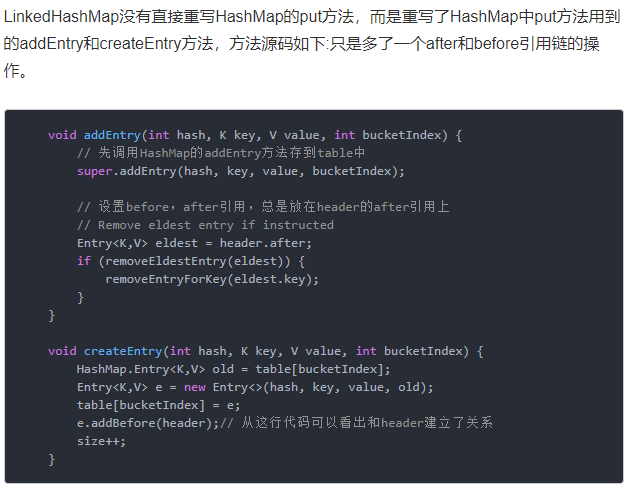 LinkedHashMap没有直接重写HashMap的put方法，而是重写了HashMap中put方法用到
的addEntry和createEntry方法，方法源码如下:只是多了一个after和before引用链的操
作。
void addEntry(int hash, K key, V value, int bucketIndex) {
    // 先调用HashMap的addEntry方法存到table中
    super.addEntry(hash, key, value, bucketIndex);

    // 设置before，after引用，总是放在header的after引用上
    // Remove eldest entry if instructed
    Entry<K,V> eldest = header.after;
    if (removeEldestEntry(eldest)) {
        removeEntryForKey(eldest.key);
    }
}

void createEntry(int hash, K key, V value, int bucketIndex) {
    HashMap.Entry<K,V> old = table[bucketIndex];
    Entry<K,V> e = new Entry<>(hash, key, value, old);
    table[bucketIndex] = e;
    e.addBefore(header);// 从这行代码可以看出和header建立了关系
    size++;
}